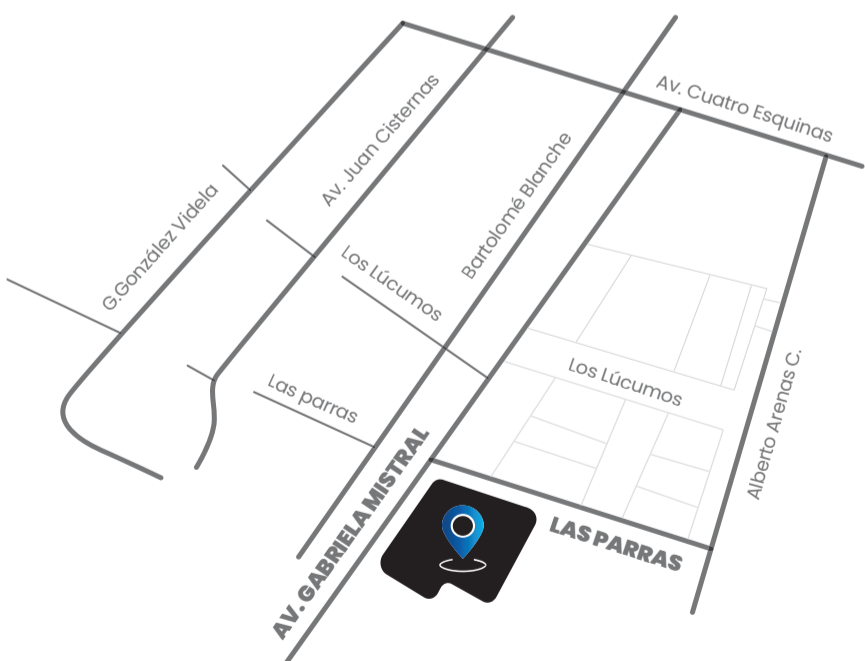 Av. Cuatro Esquinas
Av. Juan Cisternas
Bartolomé Blanche
G.González Videla
Los Lúcumos
Los Lúcumos
Las parras
Alberto Arenas C.
AV. GABRIELA MISTRAL
LAS PARRAS